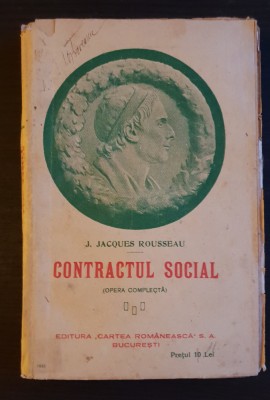 J. JACQUES ROUSSEAU
CONTRACTUL SOCIAL
(OPERA COMPLECTĂ)
EDITURA „CARTEA ROMÂNEASCĂ” S. A.
BUCUREȘTI
Prețul 10 Lei